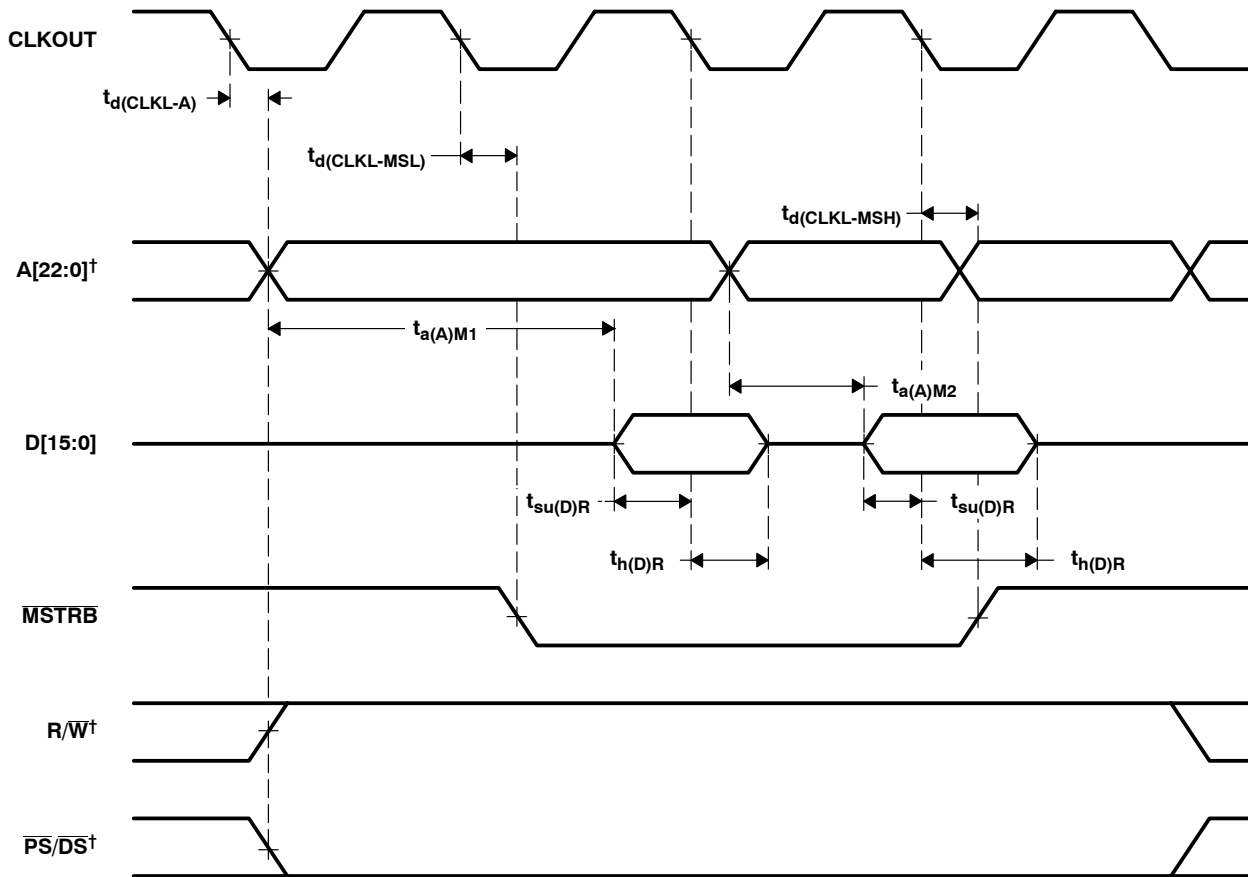 CLKOUT
td(CLKL-A)
td(CLKL-MSL)
td(CLKL-MSH)
A[22:0]†
ta(A)M1
ta(A)M2
D[15:0]
tsu(D)R
tsu(D)R
th(D)R
th(D)R
MSTRB
R/W†
PS/DS†